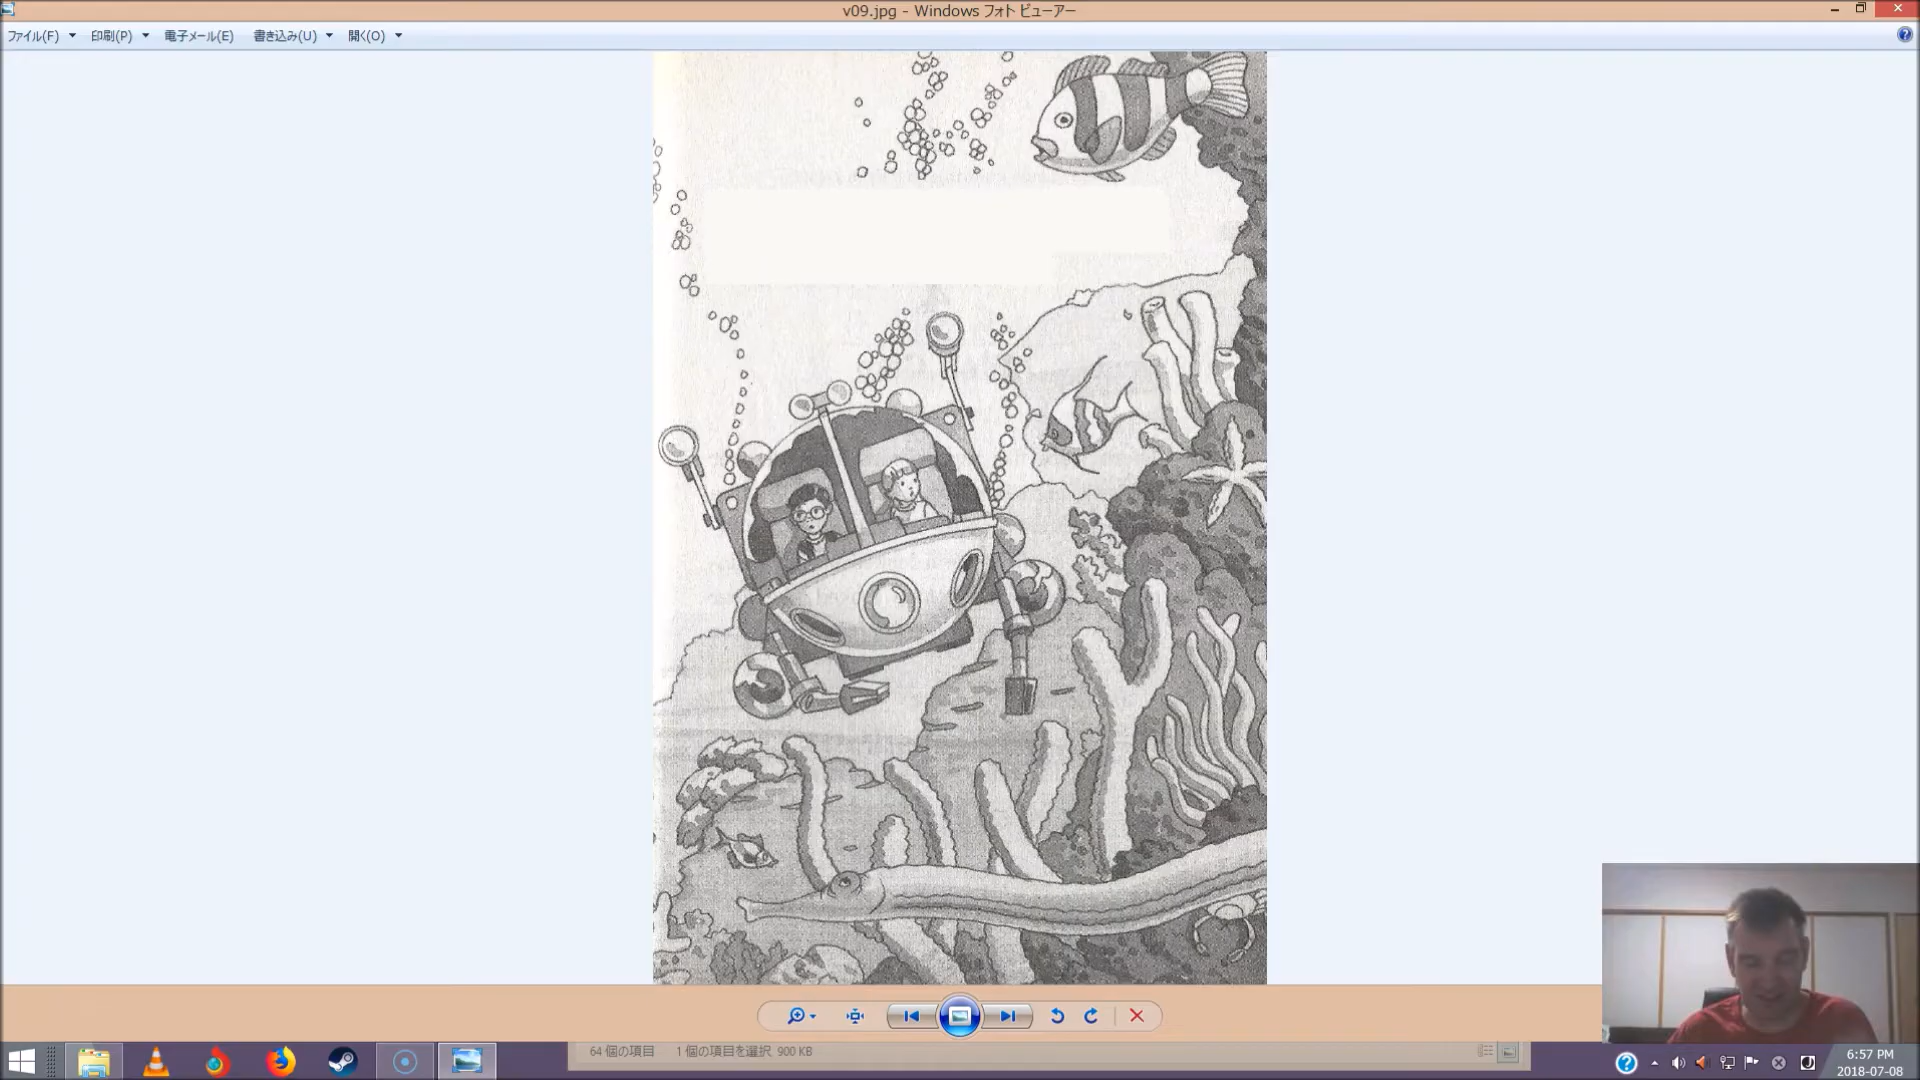 v09.jpg - Windows フォト ビューアー
ファイル(F) 印刷(P) 電子メール(E) 書き込み(U) 開く(O)
64 個の項目 1 個の項目を選択 900 KB
6:57 PM
2018-07-08